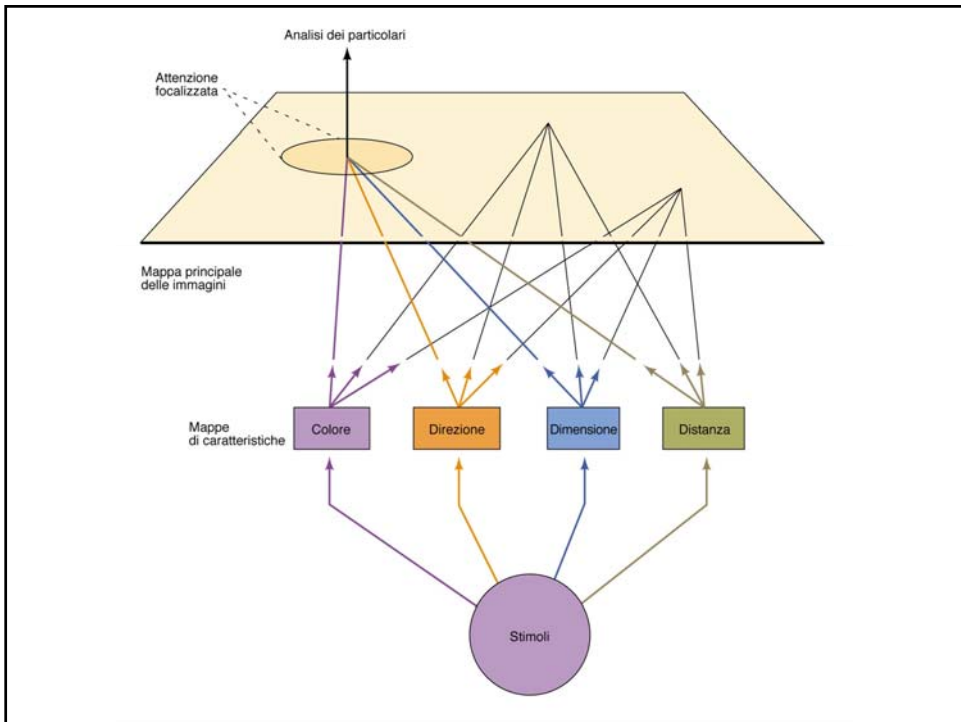 Analisi dei particolari
Attenzione
focalizzata
Mappa principale
delle immagini
Mappe
di caratteristiche
Colore
Direzione
Dimensione
Distanza
Stimoli